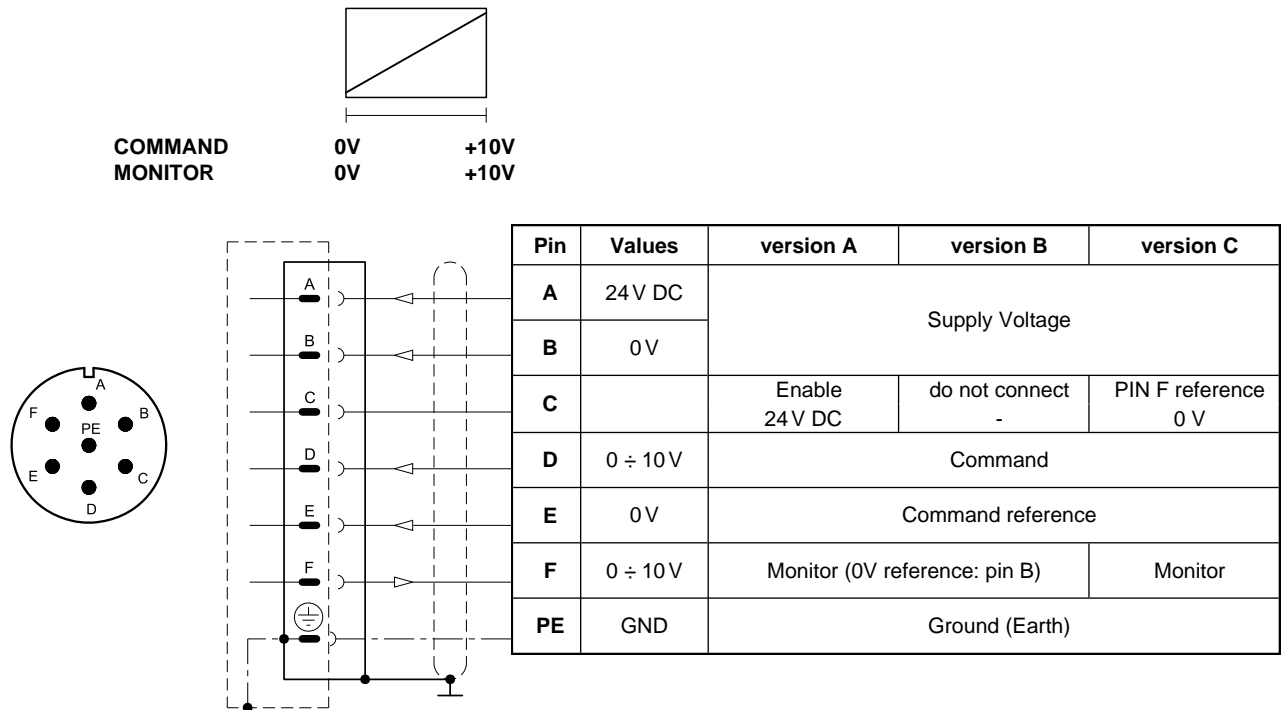 COMMAND 0V +10V
MONITOR 0V +10V
Pin Values version A version B version C
A 24 V DC Supply Voltage
B 0 V
C Enable 24 V DC do not connect - PIN F reference 0 V
D 0 ÷ 10 V Command
E 0 V Command reference
F 0 ÷ 10 V Monitor (0V reference: pin B) Monitor
PE GND Ground (Earth)
A
B
C
D
E
F
A
B
C
D
E
F
PE